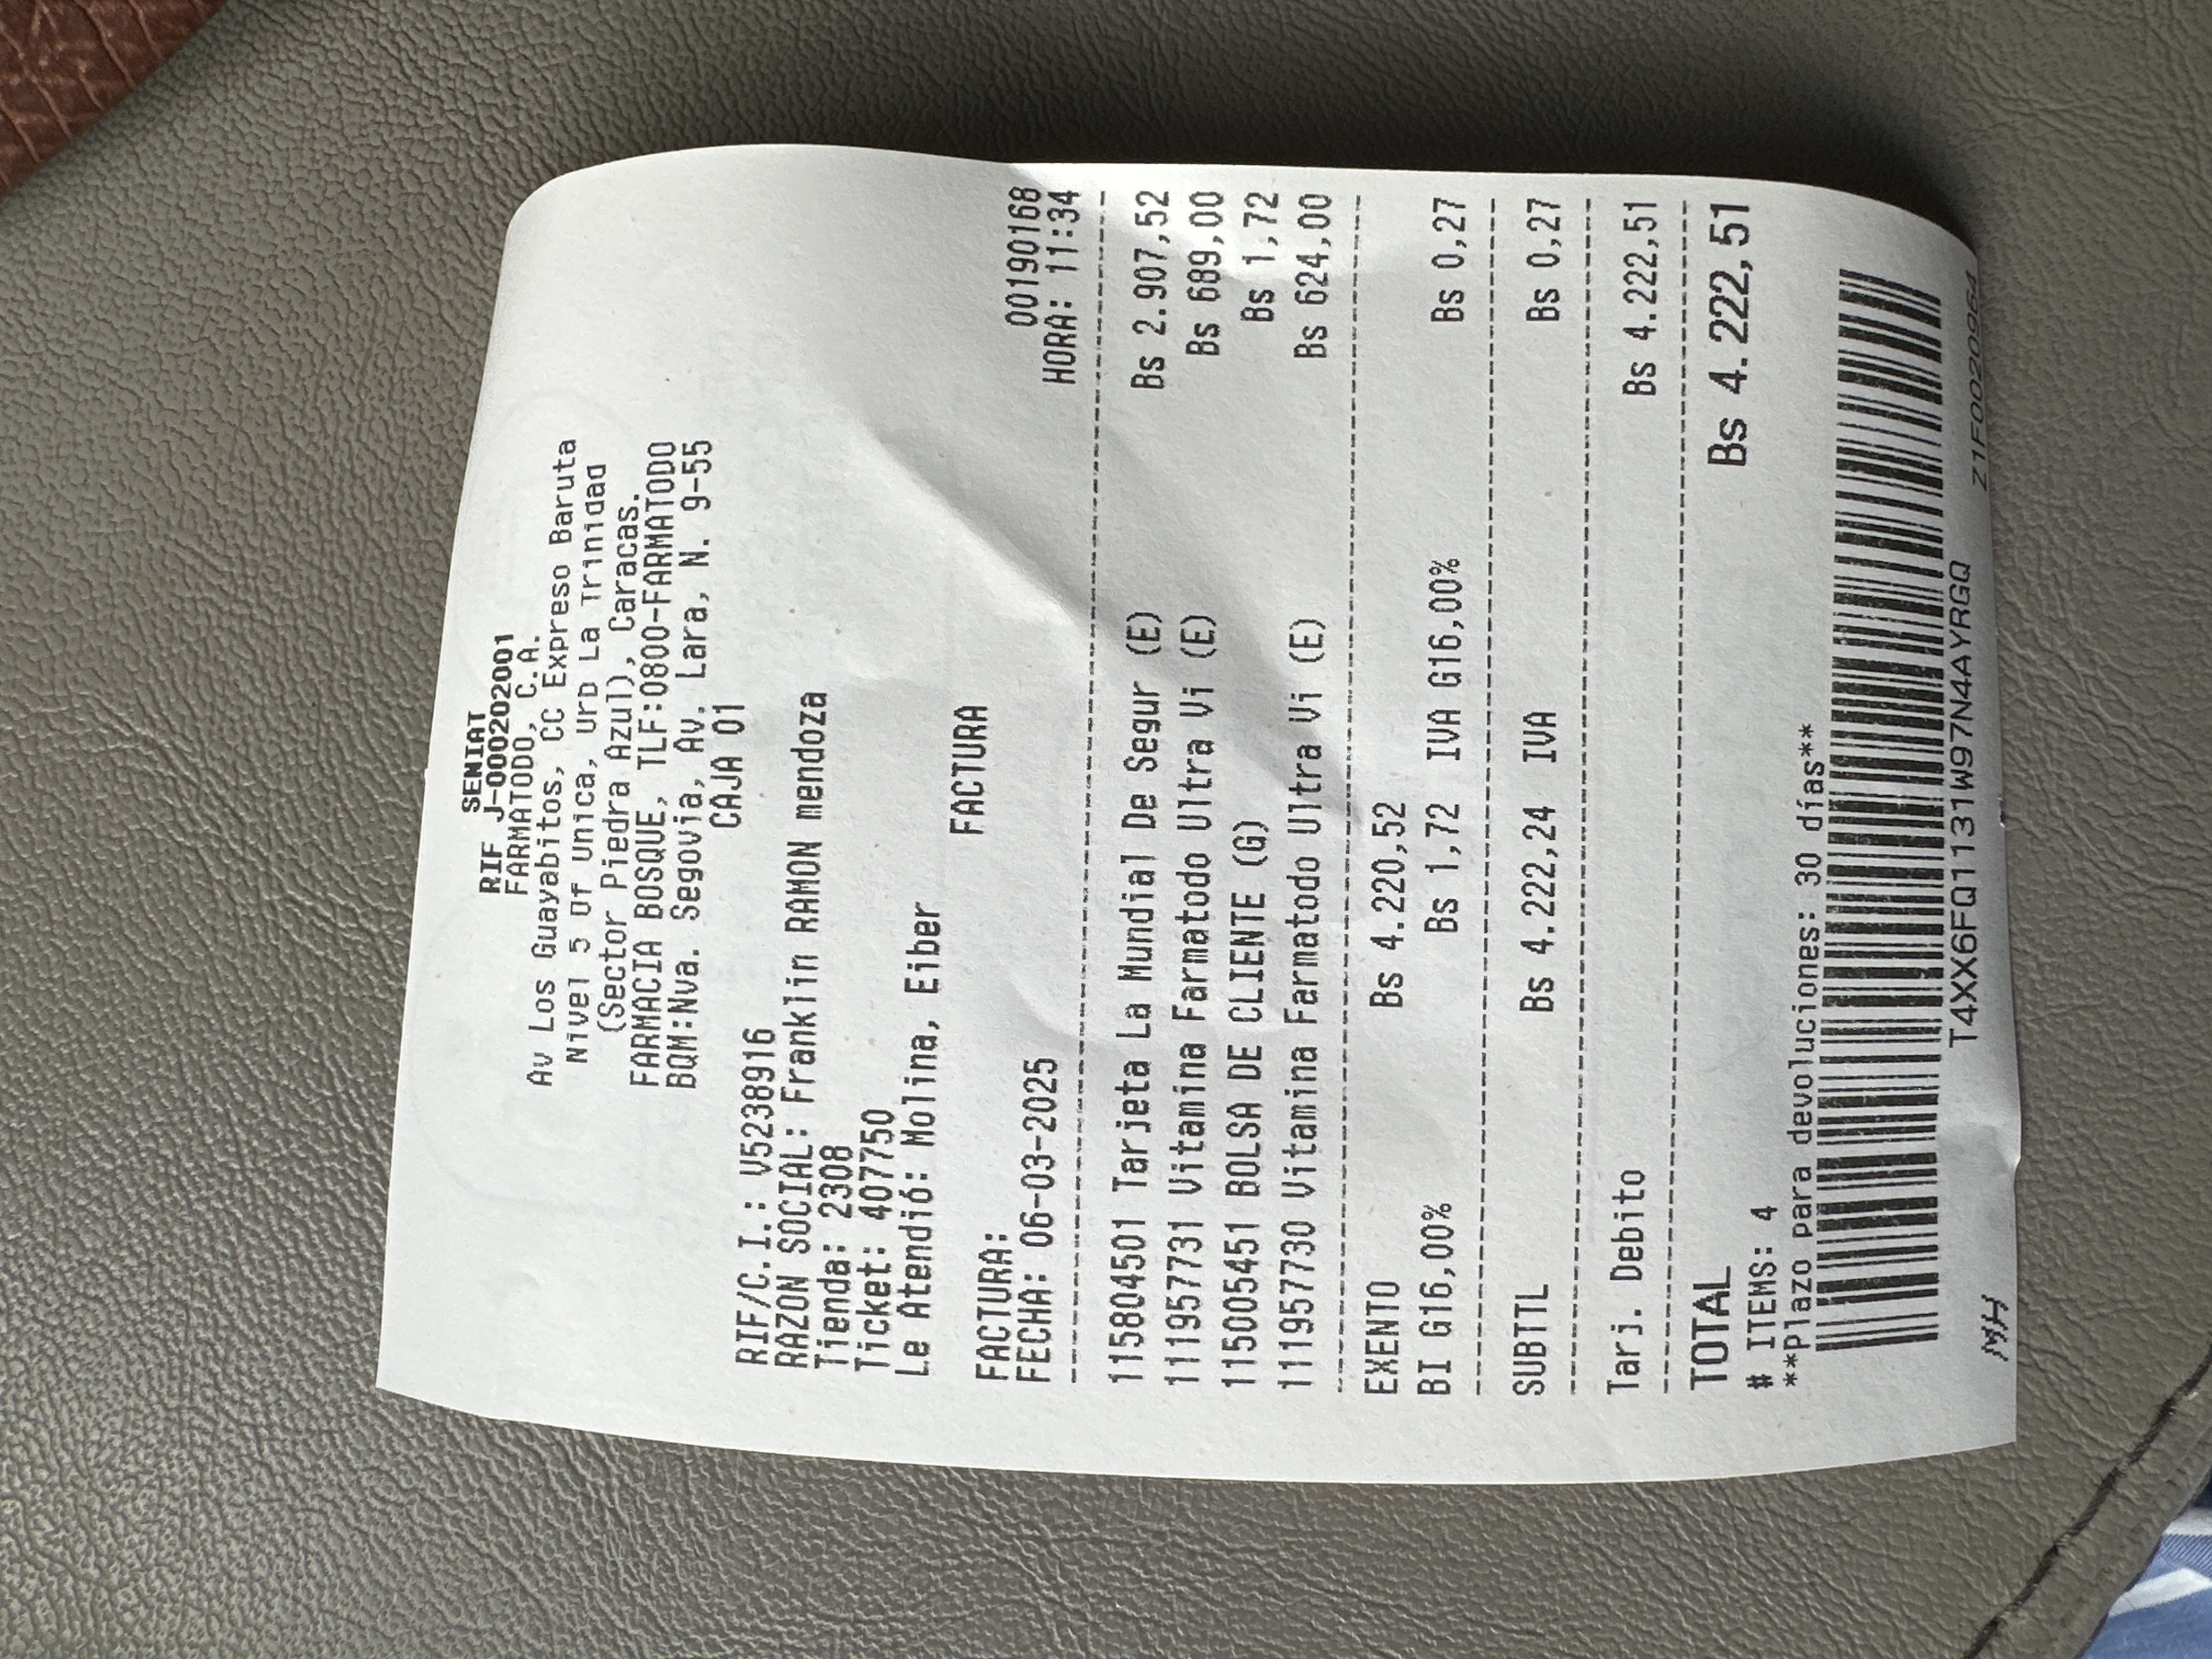 SENIAT
RIF J-000202001
FARMATODO, C.A.
Av Los Guayabitos, CC Expreso Baruta
Nivel 5 Of Unica, Urb La Trinidad
(Sector Piedra Azul), Caracas.
FARMACIA BOSQUE, TLF:0800-FARMATODO
BQM:Nva. Segovia, Av. Lara, N. 9-55
CAJA 01
RIF/C.I.: V5238916
RAZON SOCIAL: Franklin RAMON mendoza
Tienda: 2308
Ticket: 407750
Le Atendió: Molina, Eiber
FACTURA
FACTURA: 00190168
FECHA: 06-03-2025 HORA: 11:34
115804501 Tarjeta La Mundial De Segur (E) Bs 2.907,52
111957731 Vitamina Farmatodo Ultra Vi (E) Bs 689,00
115005451 BOLSA DE CLIENTE (G) Bs 1,72
111957730 Vitamina Farmatodo Ultra Vi (E) Bs 624,00
EXENTO Bs 4.220,52
BI G16,00% Bs 1,72 IVA G16,00% Bs 0,27
SUBTTL Bs 4.222,24 IVA Bs 0,27
Tarj. Debito Bs 4.222,51
TOTAL Bs 4.222,51
# ITEMS: 4
**Plazo para devoluciones: 30 días**
T4XX6FQ1131W97N4AYRGQ
MH Z1F0020964